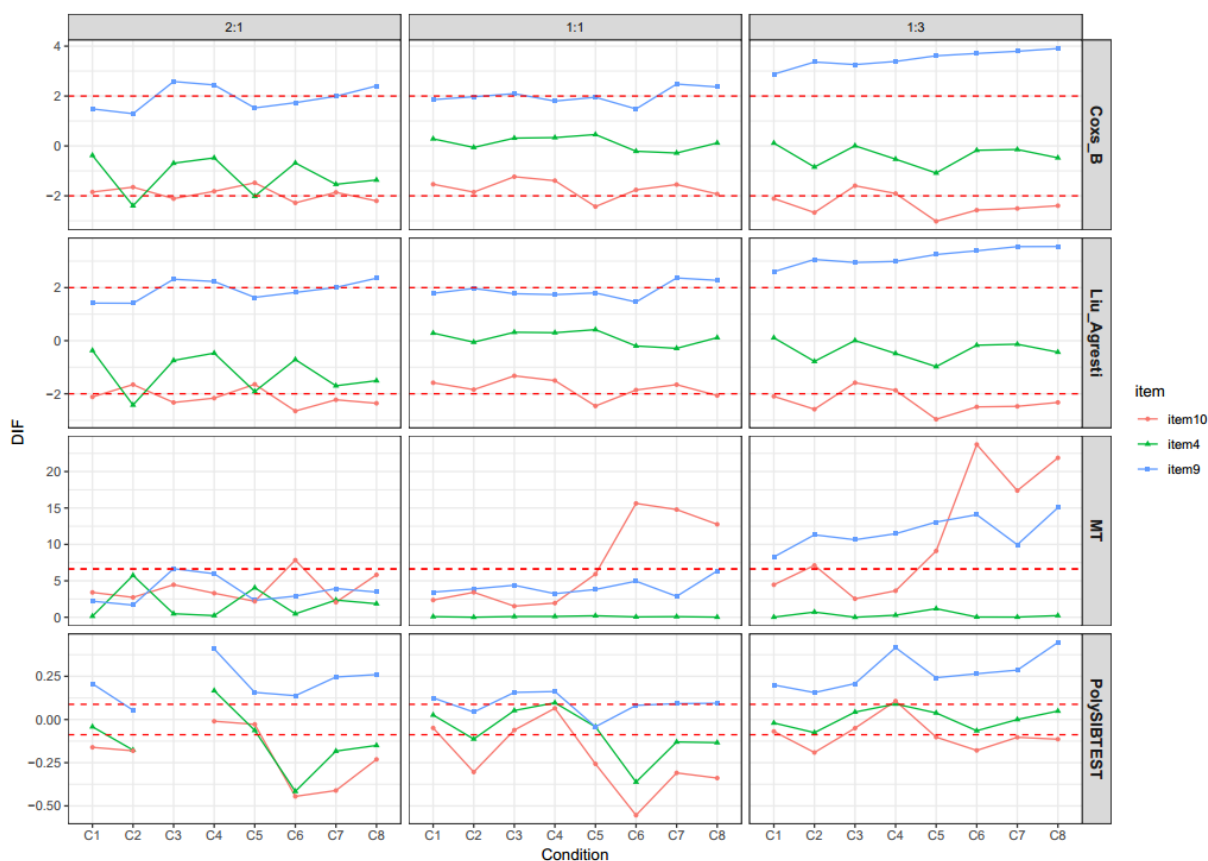 2:1 1:1 1:3
4
2
0
−2
Coxs_B
2
0
−2
Liu_Agresti
20
15
10
5
0
MT
0.25
0.00
−0.25
−0.50
PolySIBTEST
DIF
C1 C2 C3 C4 C5 C6 C7 C8 C1 C2 C3 C4 C5 C6 C7 C8 C1 C2 C3 C4 C5 C6 C7 C8
Condition
item
item10
item4
item9